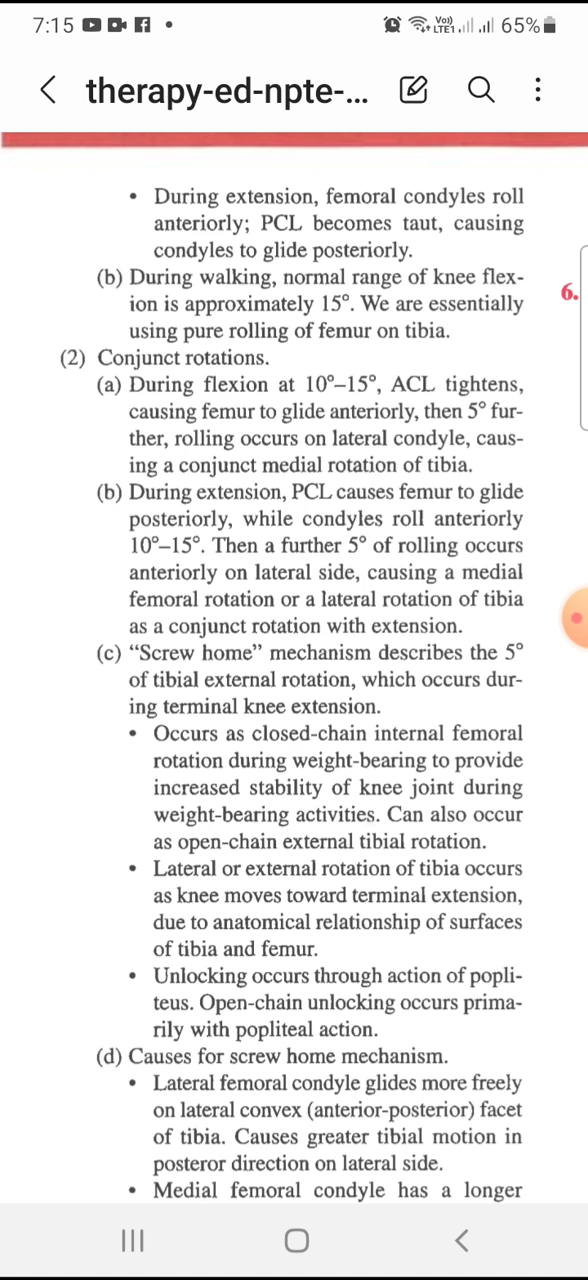 7:15
Vo)) LTE1 65%
therapy-ed-npte-...
• During extension, femoral condyles roll
anteriorly; PCL becomes taut, causing
condyles to glide posteriorly.
(b) During walking, normal range of knee flex-
ion is approximately 15°. We are essentially
using pure rolling of femur on tibia.
(2) Conjunct rotations.
(a) During flexion at 10°–15°, ACL tightens,
causing femur to glide anteriorly, then 5° fur-
ther, rolling occurs on lateral condyle, caus-
ing a conjunct medial rotation of tibia.
(b) During extension, PCL causes femur to glide
posteriorly, while condyles roll anteriorly
10°–15°. Then a further 5° of rolling occurs
anteriorly on lateral side, causing a medial
femoral rotation or a lateral rotation of tibia
as a conjunct rotation with extension.
(c) “Screw home” mechanism describes the 5°
of tibial external rotation, which occurs dur-
ing terminal knee extension.
• Occurs as closed-chain internal femoral
rotation during weight-bearing to provide
increased stability of knee joint during
weight-bearing activities. Can also occur
as open-chain external tibial rotation.
• Lateral or external rotation of tibia occurs
as knee moves toward terminal extension,
due to anatomical relationship of surfaces
of tibia and femur.
• Unlocking occurs through action of popli-
teus. Open-chain unlocking occurs prima-
rily with popliteal action.
(d) Causes for screw home mechanism.
• Lateral femoral condyle glides more freely
on lateral convex (anterior-posterior) facet
of tibia. Causes greater tibial motion in
posteror direction on lateral side.
• Medial femoral condyle has a longer
6.